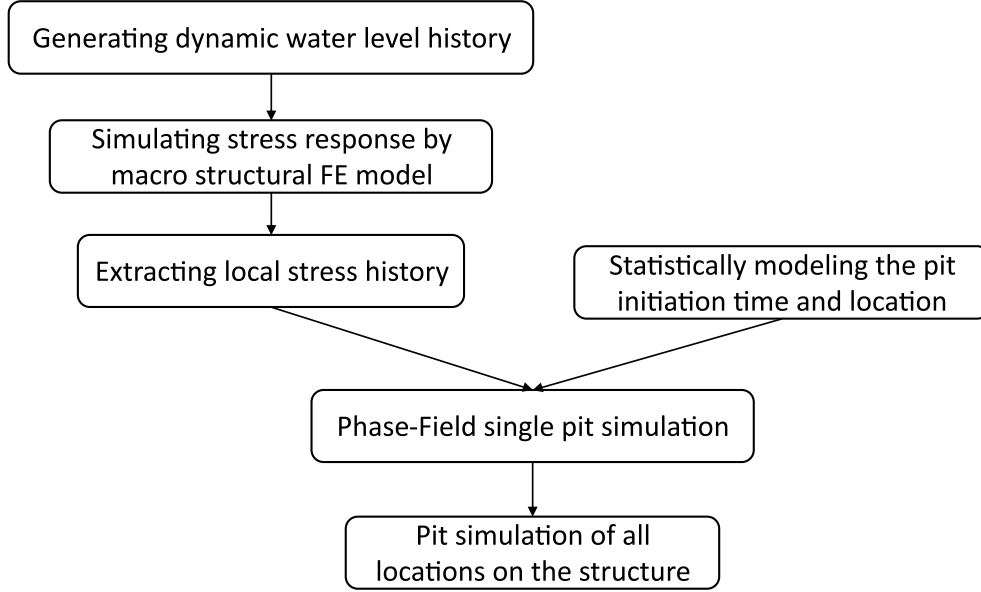 Generating dynamic water level history
Simulating stress response by
macro structural FE model
Extracting local stress history
Statistically modeling the pit
initiation time and location
Phase-Field single pit simulation
Pit simulation of all
locations on the structure